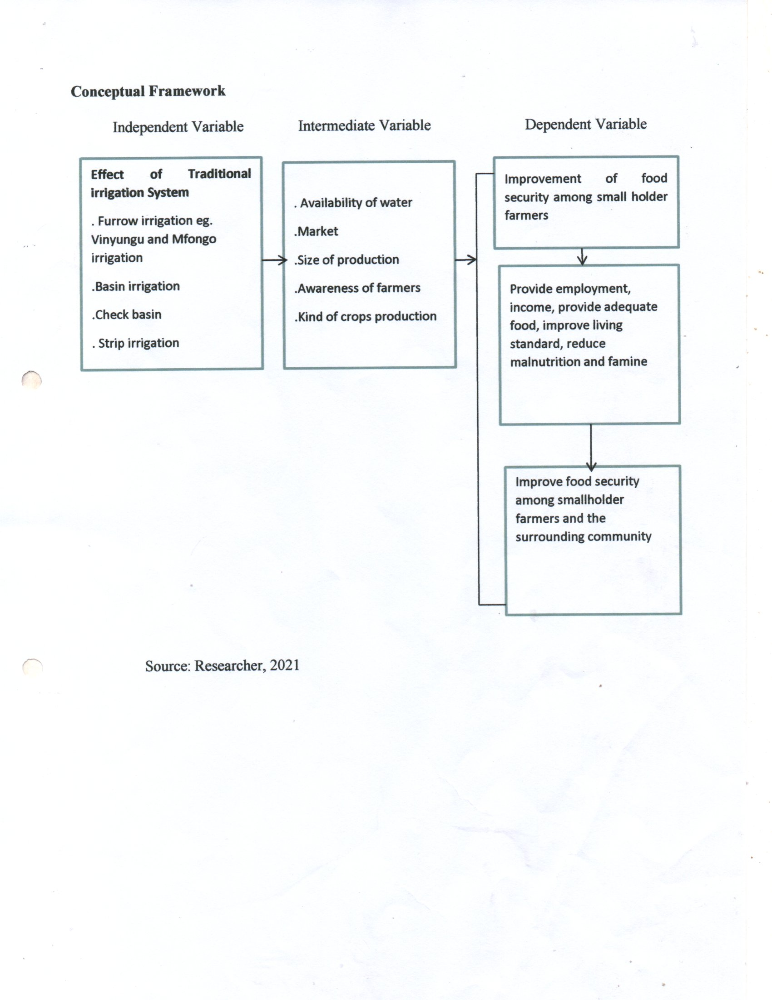 Conceptual Framework
Independent Variable
Intermediate Variable
Dependent Variable
Effect of Traditional
irrigation System
. Furrow irrigation eg.
Vinyungu and Mfongo
irrigation
.Basin irrigation
.Check basin
. Strip irrigation
. Availability of water
.Market
.Size of production
.Awareness of farmers
.Kind of crops production
Improvement of food
security among small holder
farmers
Provide employment,
income, provide adequate
food, improve living
standard, reduce
malnutrition and famine
Improve food security
among smallholder
farmers and the
surrounding community
Source: Researcher, 2021